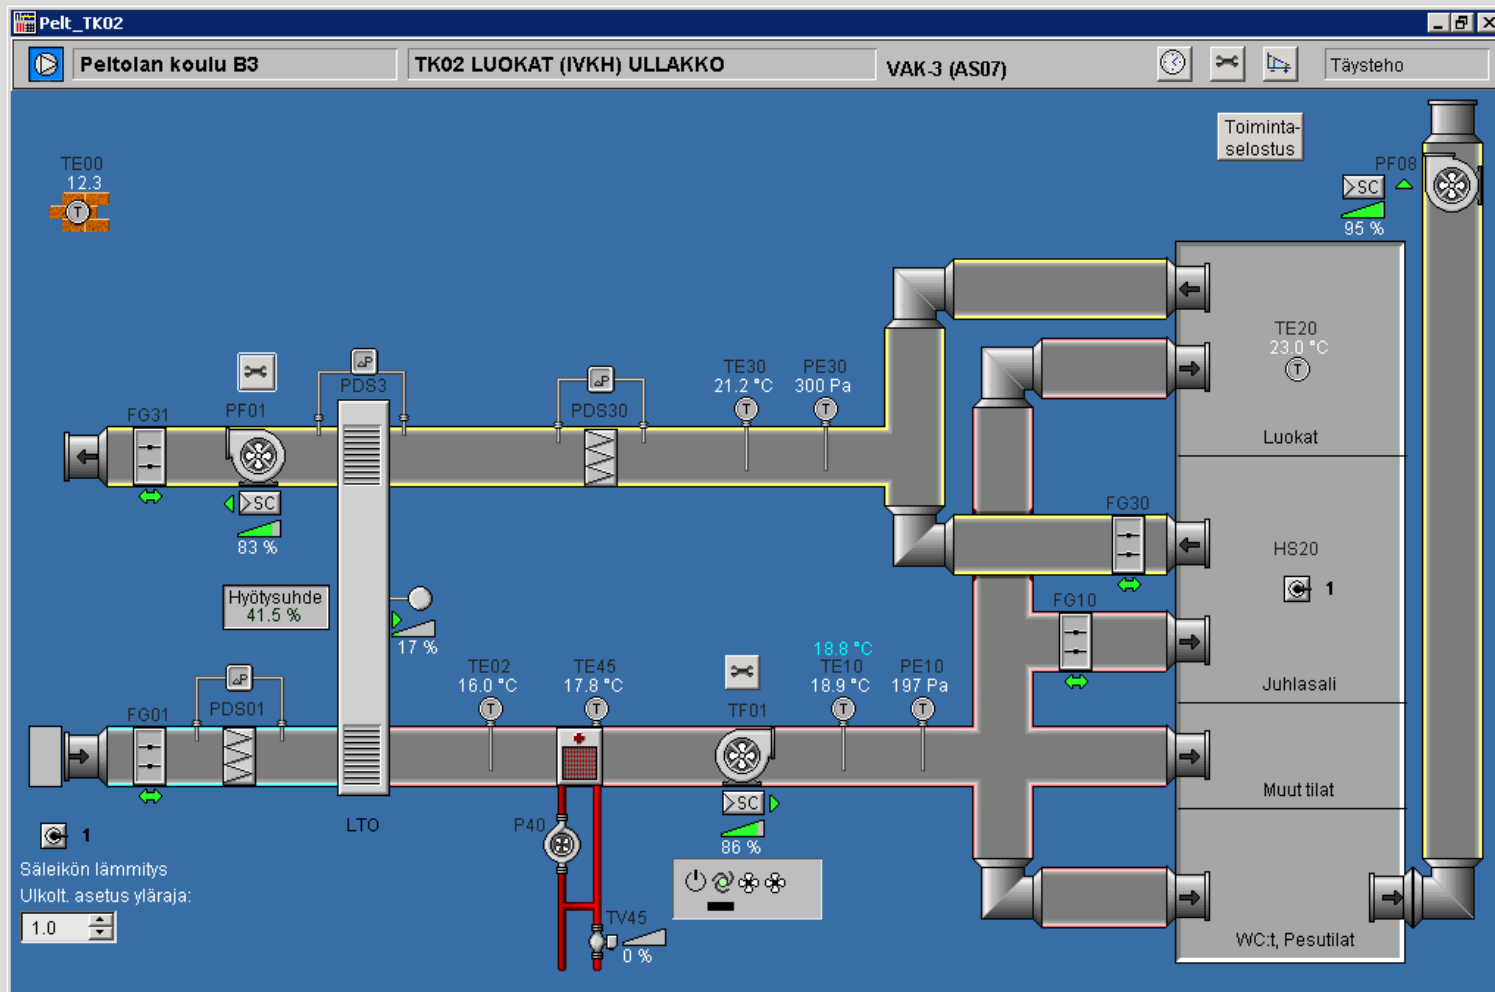 Pelt_TK02
Peltolan koulu B3
TK02 LUOKAT (IVKH) ULLAKKO
VAK-3 (AS07)
Täysteho
Toiminta-
selostus
TE00
12.3
T
PF08
SC
95 %
TE20
23.0 °C
T
Luokat
PDS3
ΔP
PDS30
ΔP
TE30
21.2 °C
T
PE30
300 Pa
T
FG31
PF01
SC
83 %
FG30
HS20
1
Hyötysuhde
41.5 %
17 %
FG10
Juhlasali
ΔP
PDS01
FG01
TE02
16.0 °C
T
TE45
17.8 °C
T
TF01
SC
86 %
18.8 °C
TE10
18.9 °C
T
PE10
197 Pa
T
Muut tilat
LTO
P40
1
Säleikön lämmitys
Ulkolt. asetus yläraja:
1.0
TV45
0 %
WC:t, Pesutilat